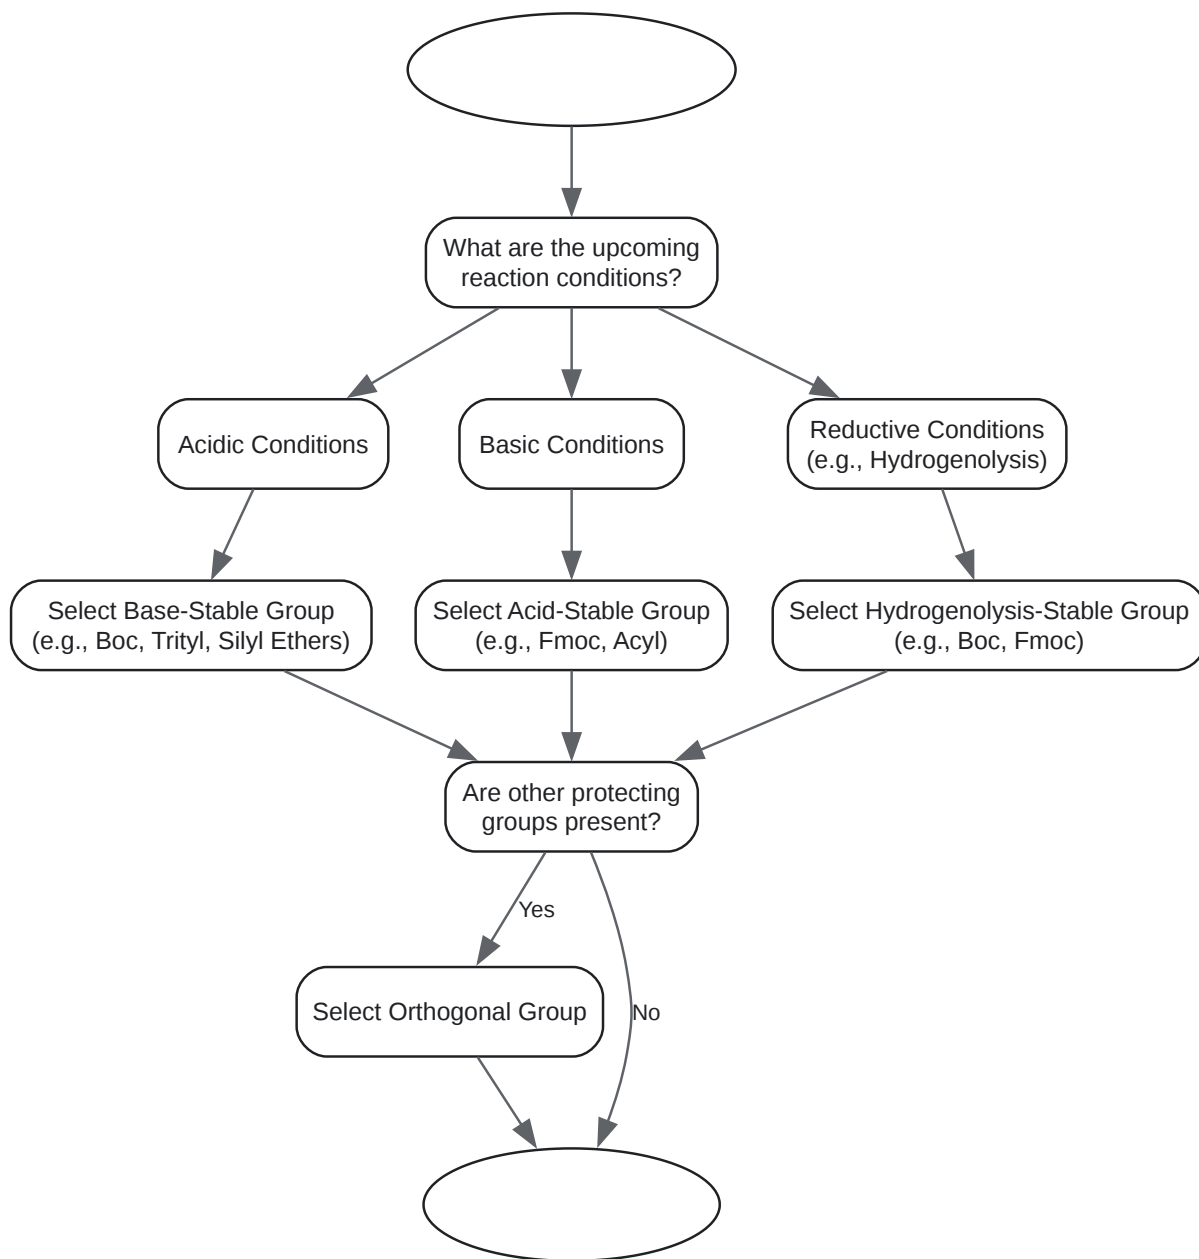 What are the upcoming
reaction conditions?
Acidic Conditions
Basic Conditions
Reductive Conditions
(e.g., Hydrogenolysis)
Select Base-Stable Group
(e.g., Boc, Trityl, Silyl Ethers)
Select Acid-Stable Group
(e.g., Fmoc, Acyl)
Select Hydrogenolysis-Stable Group
(e.g., Boc, Fmoc)
Are other protecting
groups present?
Yes
Select Orthogonal Group
No